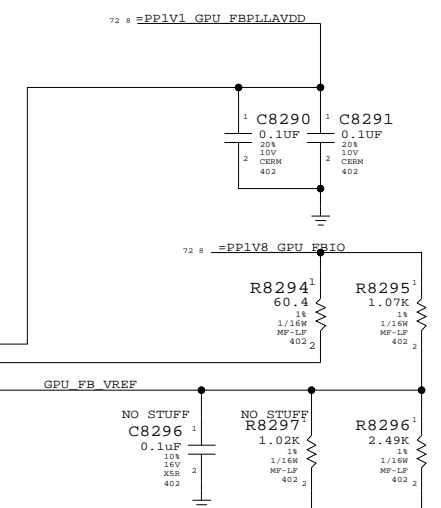 72 8 =PP1V1_GPU_FBPLLAVDD
1 C8290
0.1UF
20%
10V
2 CERM
402
1 C8291
0.1UF
20%
10V
2 CERM
402
72 8 =PP1V8_GPU_FBIO
R8294 1
60.4
1%
1/16W
MF-LF
402 2
R8295 1
1.07K
1%
1/16W
MF-LF
402 2
GPU_FB_VREF
NO STUFF
C8296 1
0.1uF
10%
16V
X5R 2
402
NO STUFF
R8297 1
1.02K
1%
1/16W
MF-LF
402 2
R8296 1
2.49K
1%
1/16W
MF-LF
402 2